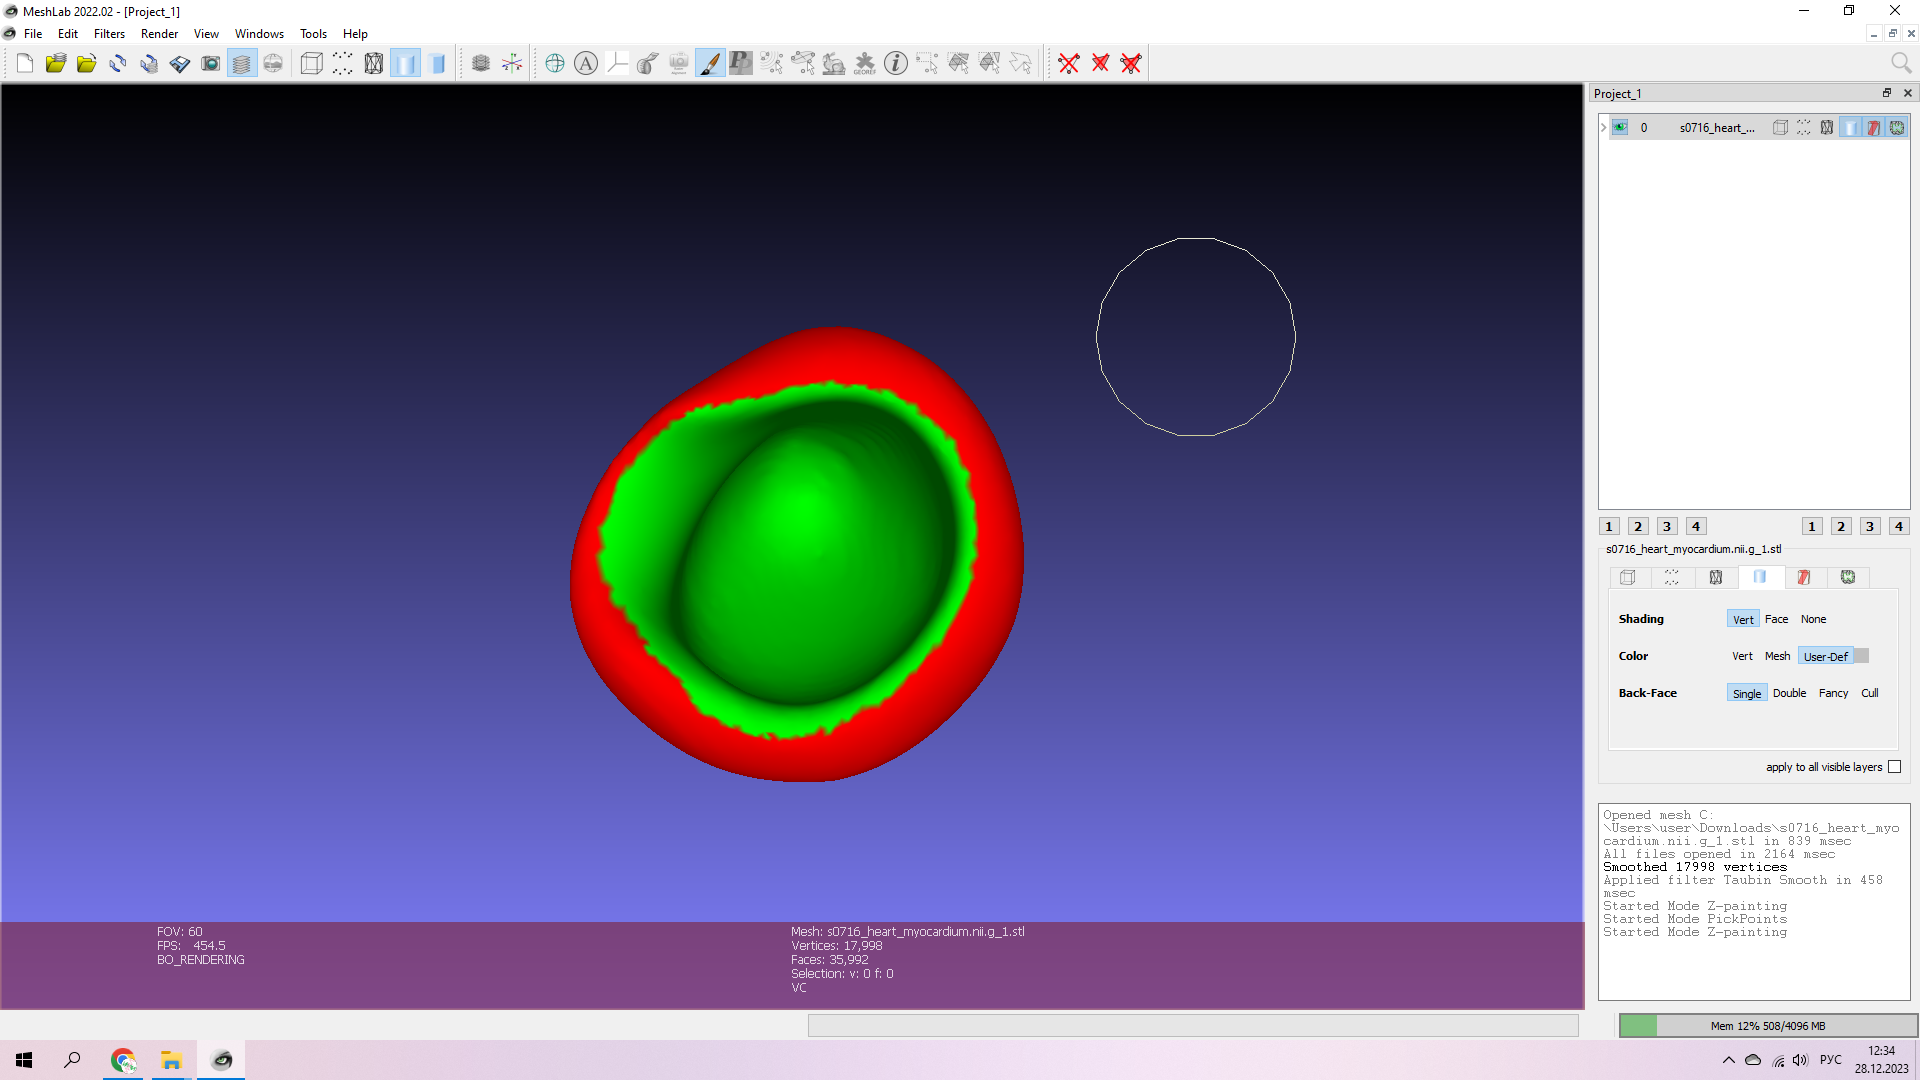 MeshLab 2022.02 - [Project_1]
File Edit Filters Render View Windows Tools Help
A
GEOREF
Project_1
0 s0716_heart_...
1 2 3 4 1 2 3 4
s0716_heart_myocardium.nii.g_1.stl
Shading Vert Face None
Color Vert Mesh User-Def
Back-Face Single Double Fancy Cull
apply to all visible layers
Opened mesh C:
\Users\user\Downloads\s0716_heart_myo
cardium.nii.g_1.stl in 839 msec
All files opened in 2164 msec
Smoothed 17998 vertices
Applied filter Taubin Smooth in 458
msec
Started Mode Z-painting
Started Mode PickPoints
Started Mode Z-painting
FOV: 60
FPS: 454.5
BO_RENDERING
Mesh: s0716_heart_myocardium.nii.g_1.stl
Vertices: 17,998
Faces: 35,992
Selection: v: 0 f: 0
VC
Mem 12% 508/4096 MB
РУС
12:34
28.12.2023